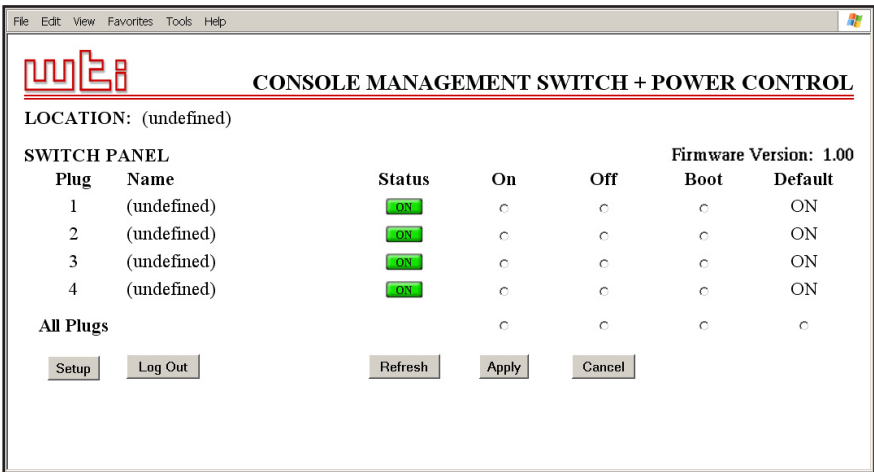 File Edit View Favorites Tools Help
wti
CONSOLE MANAGEMENT SWITCH + POWER CONTROL
LOCATION: (undefined)
SWITCH PANEL Firmware Version: 1.00
Plug Name Status On Off Boot Default
1 (undefined) ON ON
2 (undefined) ON ON
3 (undefined) ON ON
4 (undefined) ON ON
All Plugs
Setup Log Out Refresh Apply Cancel